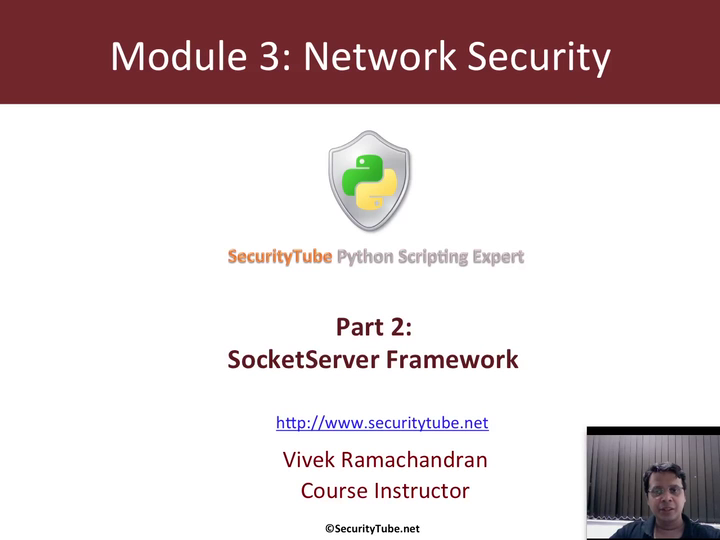 Module 3: Network Security
SecurityTube Python Scripting Expert
Part 2:
SocketServer Framework
http://www.securitytube.net
Vivek Ramachandran
Course Instructor
©SecurityTube.net